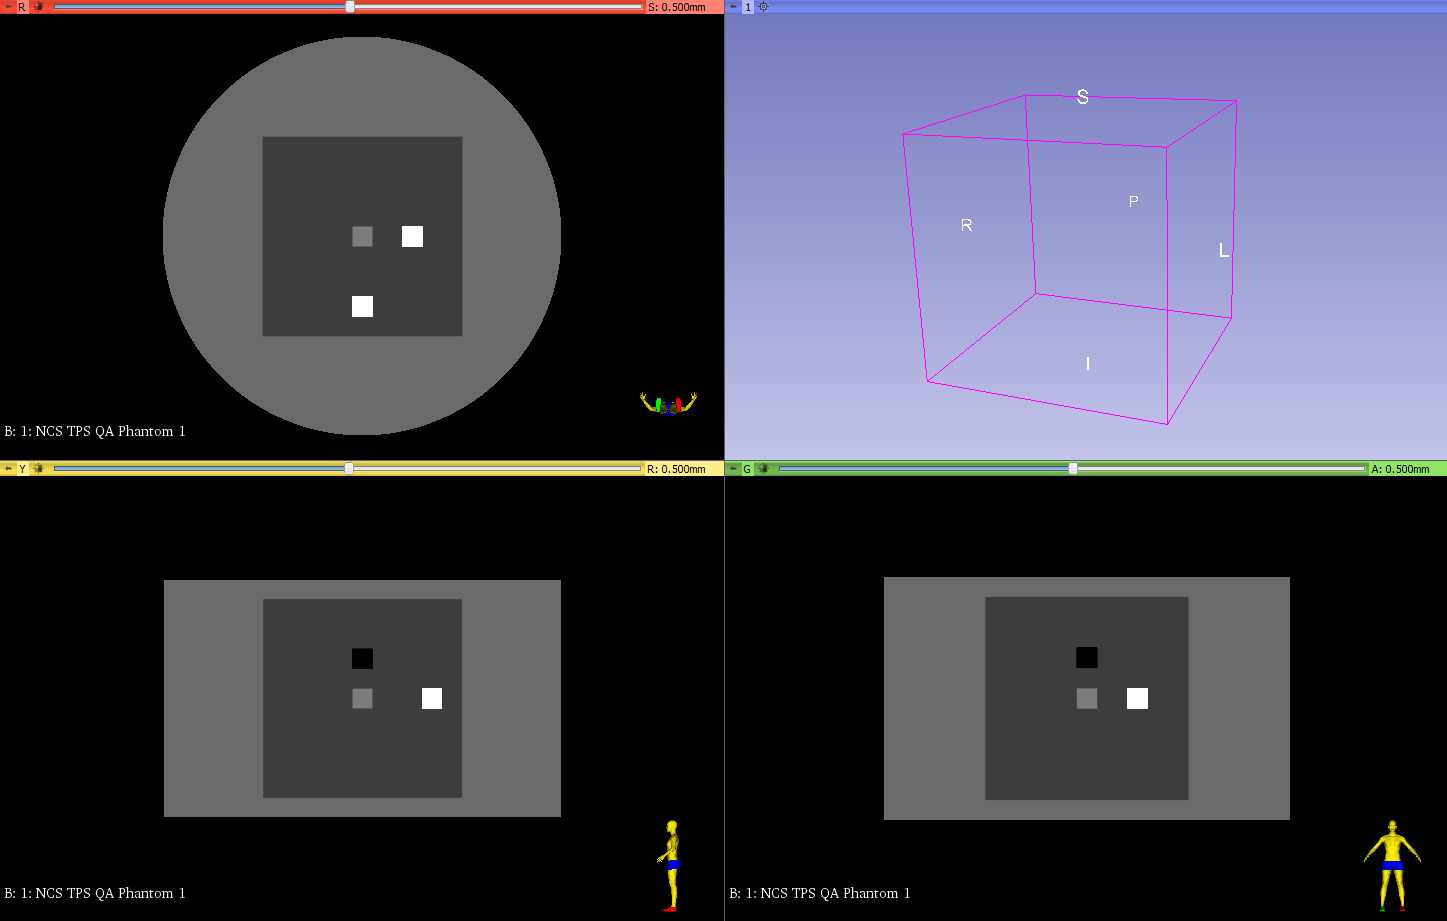 R S: 0.500mm
1
S
P
R
L
I
B: 1: NCS TPS QA Phantom 1
Y R: 0.500mm
G A: 0.500mm
B: 1: NCS TPS QA Phantom 1
B: 1: NCS TPS QA Phantom 1